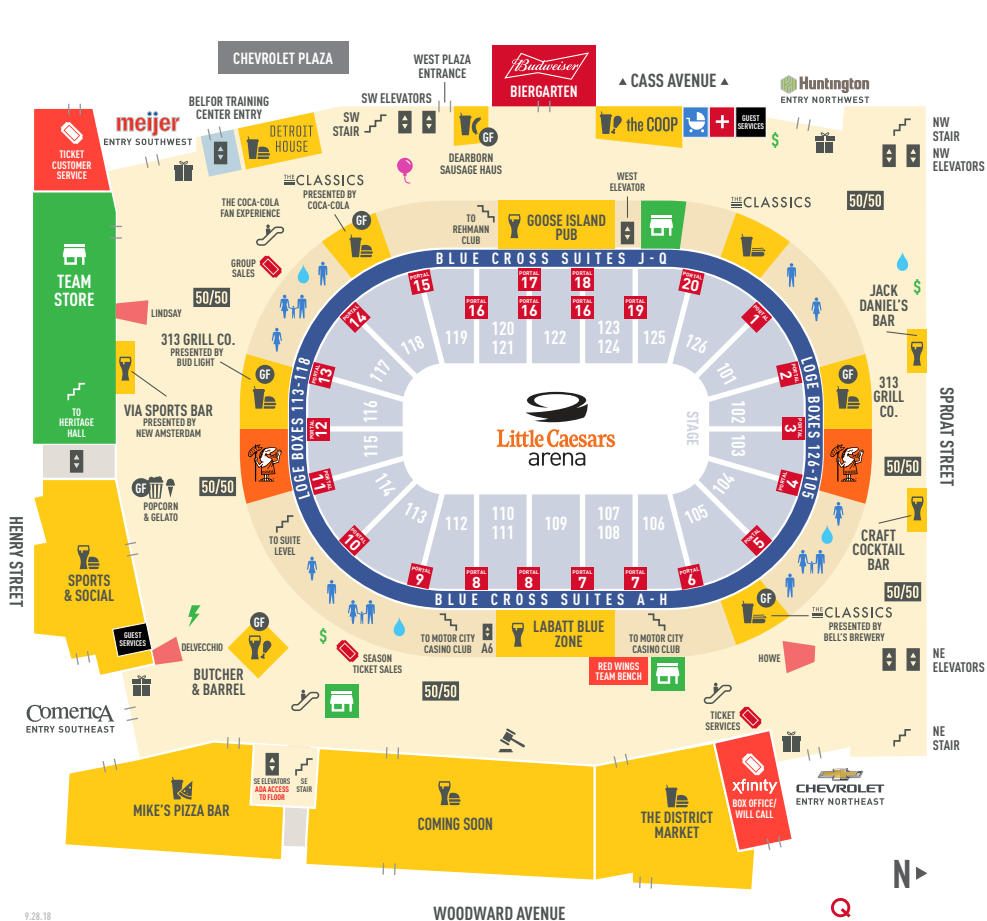 CHEVROLET PLAZA
WEST PLAZA
ENTRANCE
Budweiser
BIERGARTEN
▲ CASS AVENUE ▲
Huntington
ENTRY NORTHWEST
meijer
ENTRY SOUTHWEST
BELFOR TRAINING
CENTER ENTRY
SW ELEVATORS
SW
STAIR
DETROIT
HOUSE
GF
DEARBORN
SAUSAGE HAUS
the COOP
GUEST
SERVICES
$
NW
STAIR
NW
ELEVATORS
TICKET
CUSTOMER
SERVICE
THE CLASSICS
PRESENTED BY
COCA-COLA
GF
WEST
ELEVATOR
THE CLASSICS
50/50
THE COCA-COLA
FAN EXPERIENCE
TO
REHMANN
CLUB
GOOSE ISLAND
PUB
GROUP
SALES
TEAM
STORE
50/50
LINDSAY
BLUE CROSS SUITES J-Q
$
JACK
DANIEL'S
BAR
PORTAL
15
PORTAL
17
PORTAL
18
PORTAL
20
PORTAL
16
PORTAL
16
PORTAL
16
PORTAL
19
PORTAL
14
PORTAL
1
313 GRILL CO.
PRESENTED BY
BUD LIGHT
GF
PORTAL
13
PORTAL
2
117
118
119
120
121
122
123
124
125
126
101
GF
313
GRILL
CO.
LOGE BOXES 113-118
LOGE BOXES 126-105
TO
HERITAGE
HALL
VIA SPORTS BAR
PRESENTED BY
NEW AMSTERDAM
PORTAL
12
116
115
Little Caesars
arena
STAGE
102
103
PORTAL
3
SPROAT STREET
50/50
GF
POPCORN
& GELATO
50/50
PORTAL
11
PORTAL
4
114
113
112
110
111
109
107
108
106
105
104
TO SUITE
LEVEL
PORTAL
10
PORTAL
5
CRAFT
COCKTAIL
BAR
HENRY STREET
SPORTS
& SOCIAL
PORTAL
9
PORTAL
8
PORTAL
8
PORTAL
7
PORTAL
7
PORTAL
6
BLUE CROSS SUITES A-H
50/50
GF
THE CLASSICS
PRESENTED BY
BELL'S BREWERY
GUEST
SERVICES
DELVECCHIO
GF
BUTCHER
& BARREL
$
SEASON
TICKET SALES
TO MOTOR CITY
CASINO CLUB
A6
LABATT BLUE
ZONE
TO MOTOR CITY
CASINO CLUB
RED WINGS
TEAM BENCH
HOWE
NE
ELEVATORS
50/50
TICKET
SERVICES
ComericA
ENTRY SOUTHEAST
NE
STAIR
MIKE'S PIZZA BAR
SE ELEVATORS
ADA ACCESS
TO FLOOR
SE
STAIR
COMING SOON
THE DISTRICT
MARKET
xfinity
BOX OFFICE/
WILL CALL
CHEVROLET
ENTRY NORTHEAST
N
9.28.18
WOODWARD AVENUE